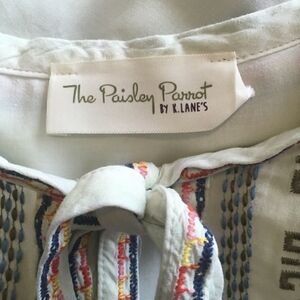 The Paisley Parrot
BY K.LANE'S